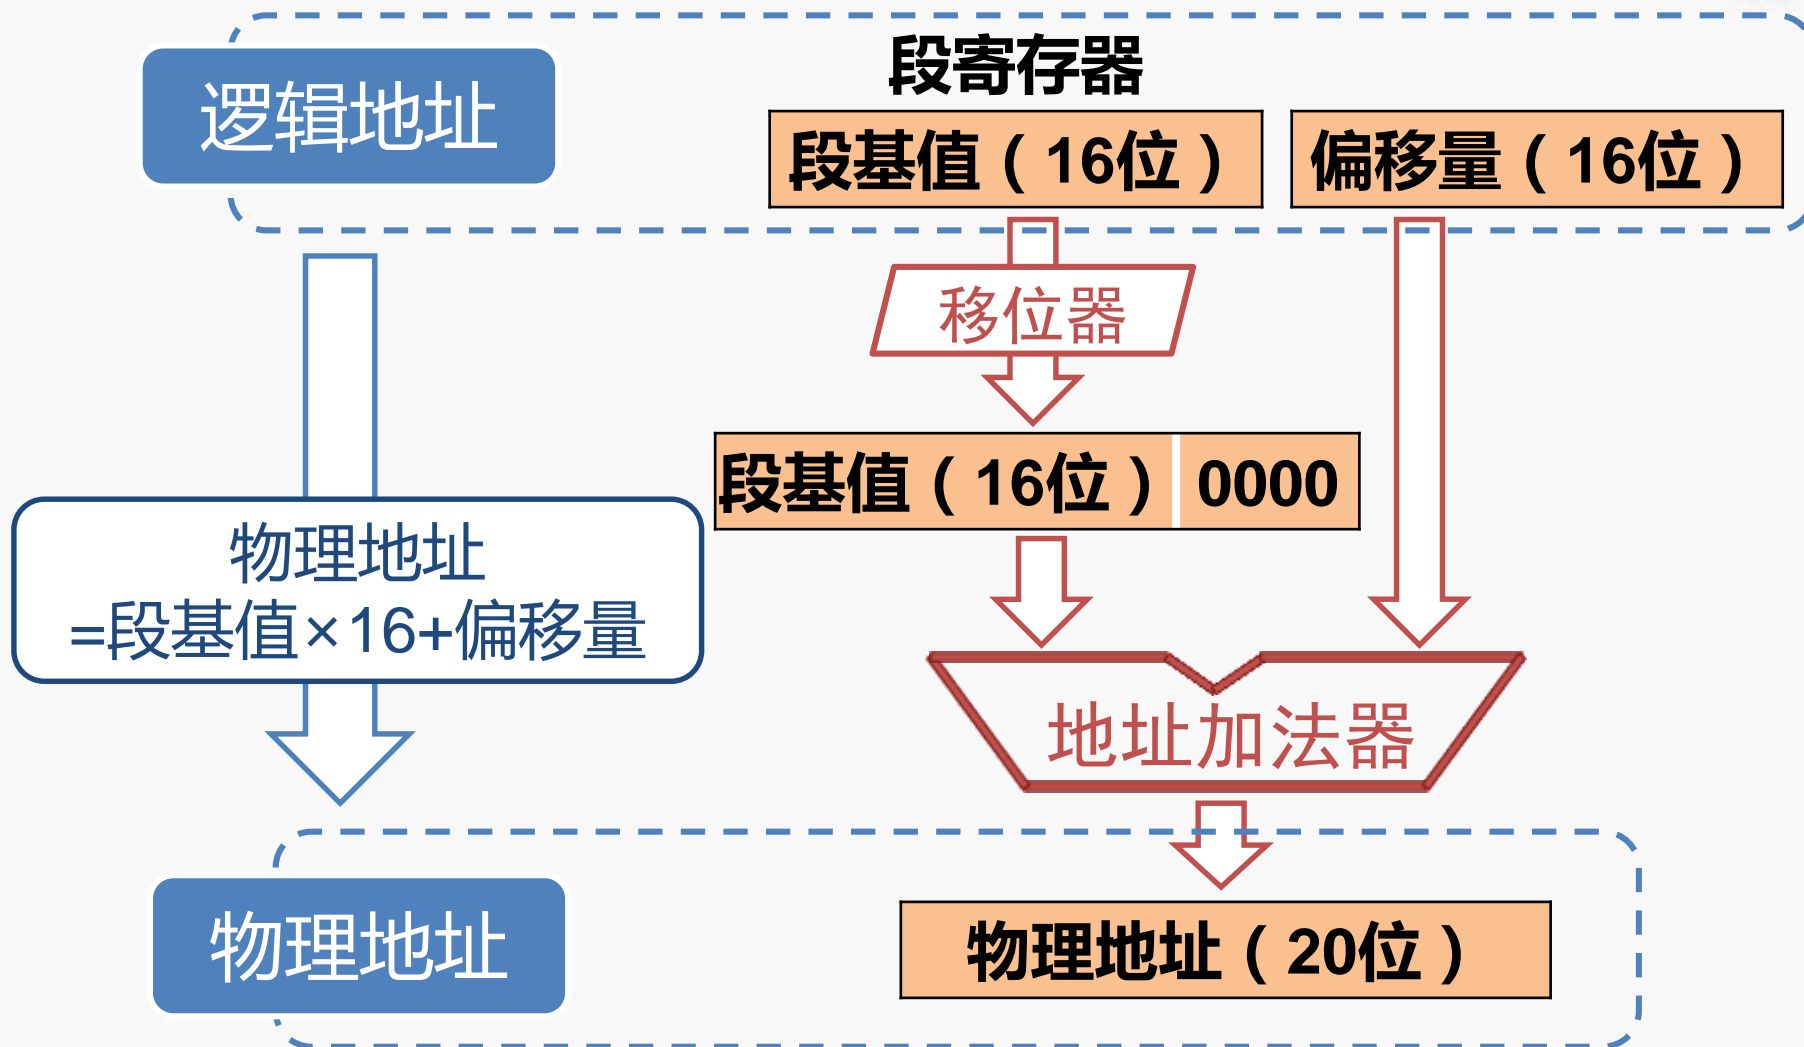 段寄存器
逻辑地址
段基值（16位）
偏移量（16位）
移位器
段基值（16位） 0000
物理地址
=段基值×16+偏移量
地址加法器
物理地址
物理地址（20位）